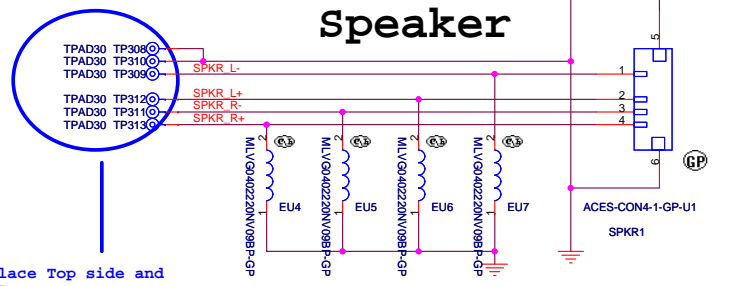 Speaker
TPAD30 TP308
TPAD30 TP310
TPAD30 TP309
SPKR_L-
TPAD30 TP312
SPKR_L+
TPAD30 TP311
SPKR_R-
TPAD30 TP313
SPKR_R+
5
1
2
3
4
6
GP
ACES-CON4-1-GP-U1
SPKR1
2
MLVG0402220NV09BP-GP
1
EU4
2
MLVG0402220NV09BP-GP
1
EU5
2
MLVG0402220NV09BP-GP
1
EU6
2
MLVG0402220NV09BP-GP
1
EU7
lace Top side and